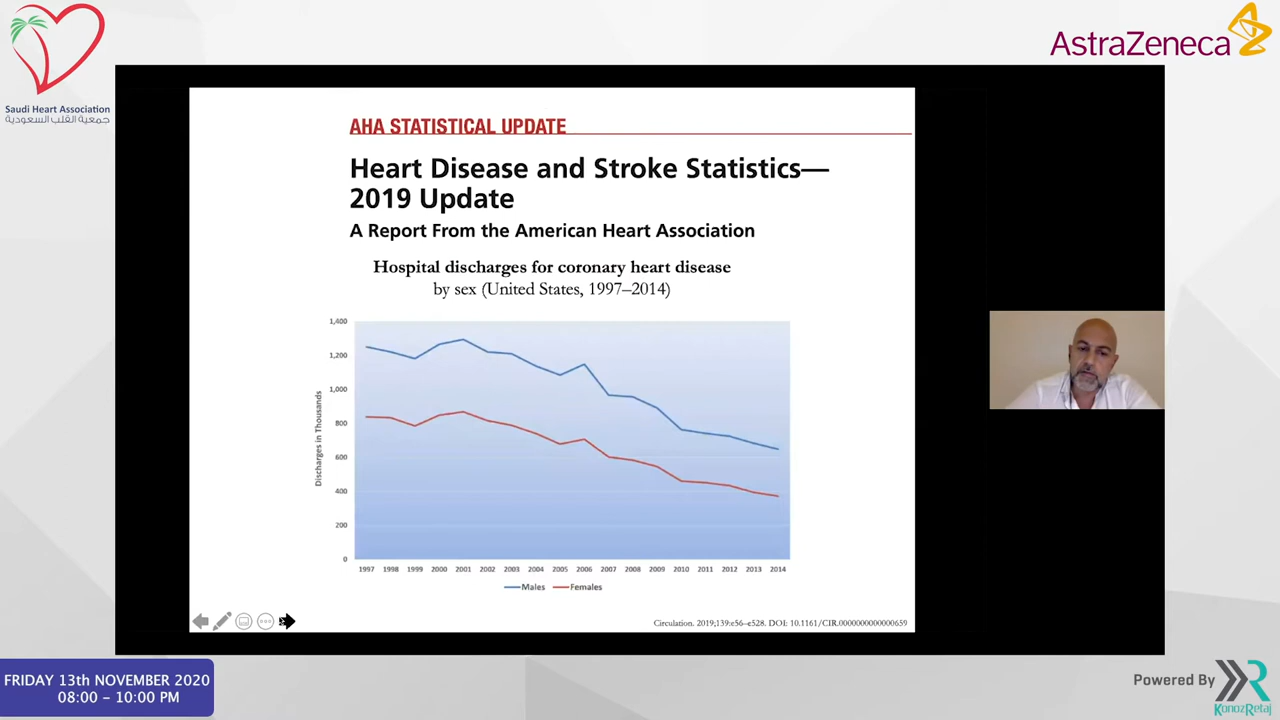 Saudi Heart Association
جمعية القلب السعودية
AstraZeneca
AHA STATISTICAL UPDATE
Heart Disease and Stroke Statistics—
2019 Update
A Report From the American Heart Association
Hospital discharges for coronary heart disease
by sex (United States, 1997–2014)
Discharges in Thousands
1,400
1,200
1,000
800
600
400
200
0
1997 1998 1999 2000 2001 2002 2003 2004 2005 2006 2007 2008 2009 2010 2011 2012 2013 2014
Males Females
Circulation. 2019;139:e56–e528. DOI: 10.1161/CIR.0000000000000659
FRIDAY 13th NOVEMBER 2020
08:00 – 10:00 PM
Powered By
KonozRetaj